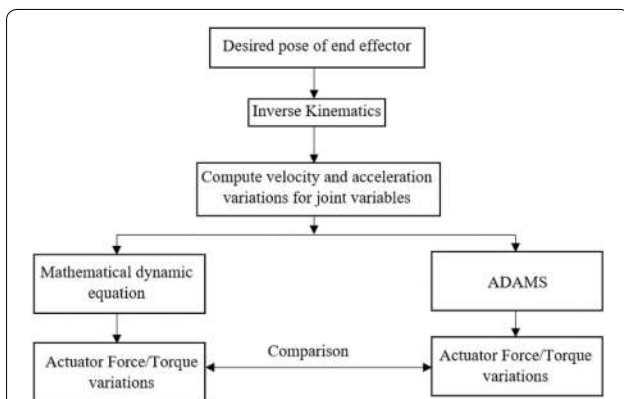 Desired pose of end effector
Inverse Kinematics
Compute velocity and acceleration
variations for joint variables
Mathematical dynamic
equation
ADAMS
Actuator Force/Torque
variations
Comparison
Actuator Force/Torque
variations